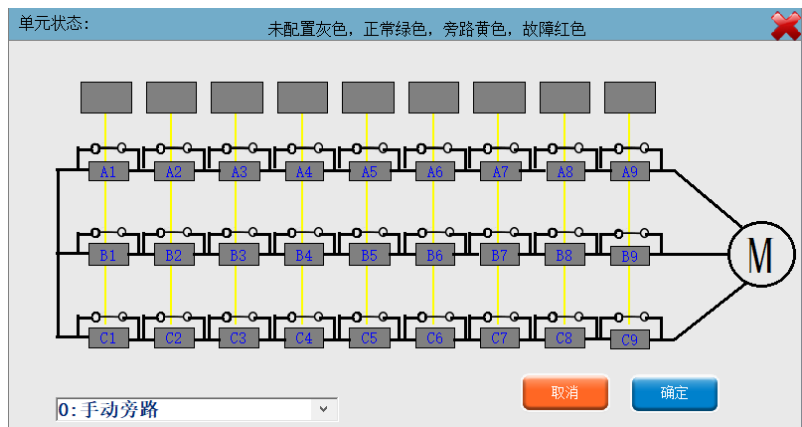 单元状态:
未配置灰色，正常绿色，旁路黄色，故障红色
A1 A2 A3 A4 A5 A6 A7 A8 A9
B1 B2 B3 B4 B5 B6 B7 B8 B9
M
C1 C2 C3 C4 C5 C6 C7 C8 C9
取消 确定
0:手动旁路